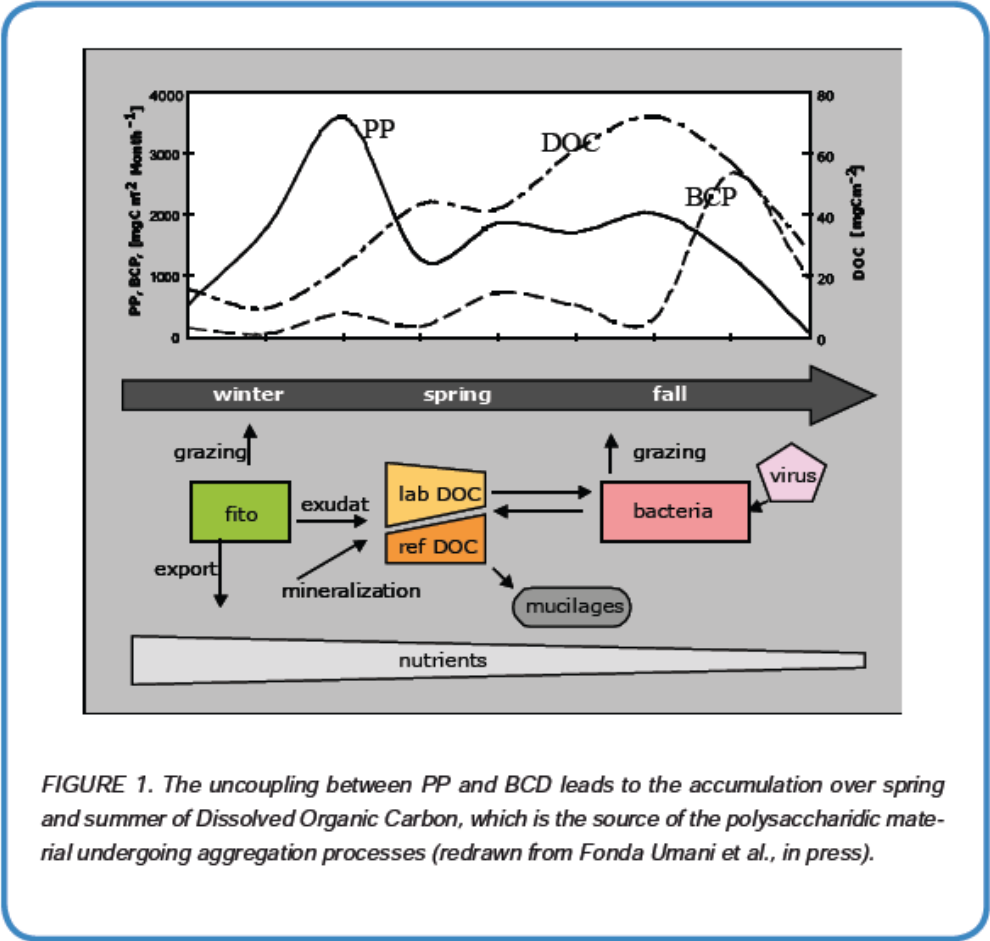 4000
3000
2000
1000
0
PP, BCP, [mgC m² Month⁻¹]
PP
DOC
BCP
80
60
40
20
0
DOC [mgCm⁻²]
winter spring fall
grazing
grazing
virus
fito
exudat
lab DOC
bacteria
ref DOC
export
mineralization
mucilages
nutrients
FIGURE 1. The uncoupling between PP and BCD leads to the accumulation over spring
and summer of Dissolved Organic Carbon, which is the source of the polysaccharidic mate-
rial undergoing aggregation processes (redrawn from Fonda Umani et al., in press).